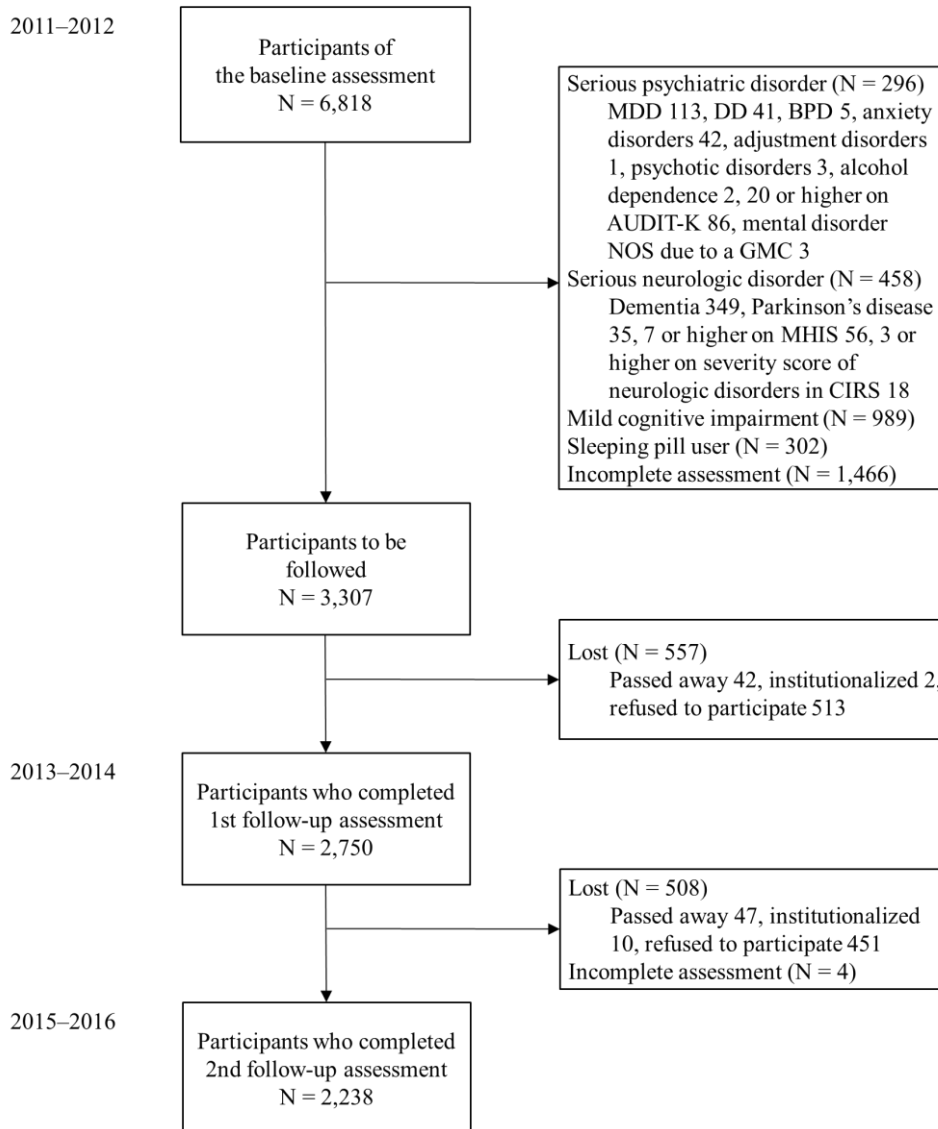 2011–2012
Participants of
the baseline assessment
N = 6,818
Serious psychiatric disorder (N = 296)
MDD 113, DD 41, BPD 5, anxiety
disorders 42, adjustment disorders
1, psychotic disorders 3, alcohol
dependence 2, 20 or higher on
AUDIT-K 86, mental disorder
NOS due to a GMC 3
Serious neurologic disorder (N = 458)
Dementia 349, Parkinson’s disease
35, 7 or higher on MHIS 56, 3 or
higher on severity score of
neurologic disorders in CIRS 18
Mild cognitive impairment (N = 989)
Sleeping pill user (N = 302)
Incomplete assessment (N = 1,466)
Participants to be
followed
N = 3,307
Lost (N = 557)
Passed away 42, institutionalized 2,
refused to participate 513
2013–2014
Participants who completed
1st follow-up assessment
N = 2,750
Lost (N = 508)
Passed away 47, institutionalized
10, refused to participate 451
Incomplete assessment (N = 4)
2015–2016
Participants who completed
2nd follow-up assessment
N = 2,238